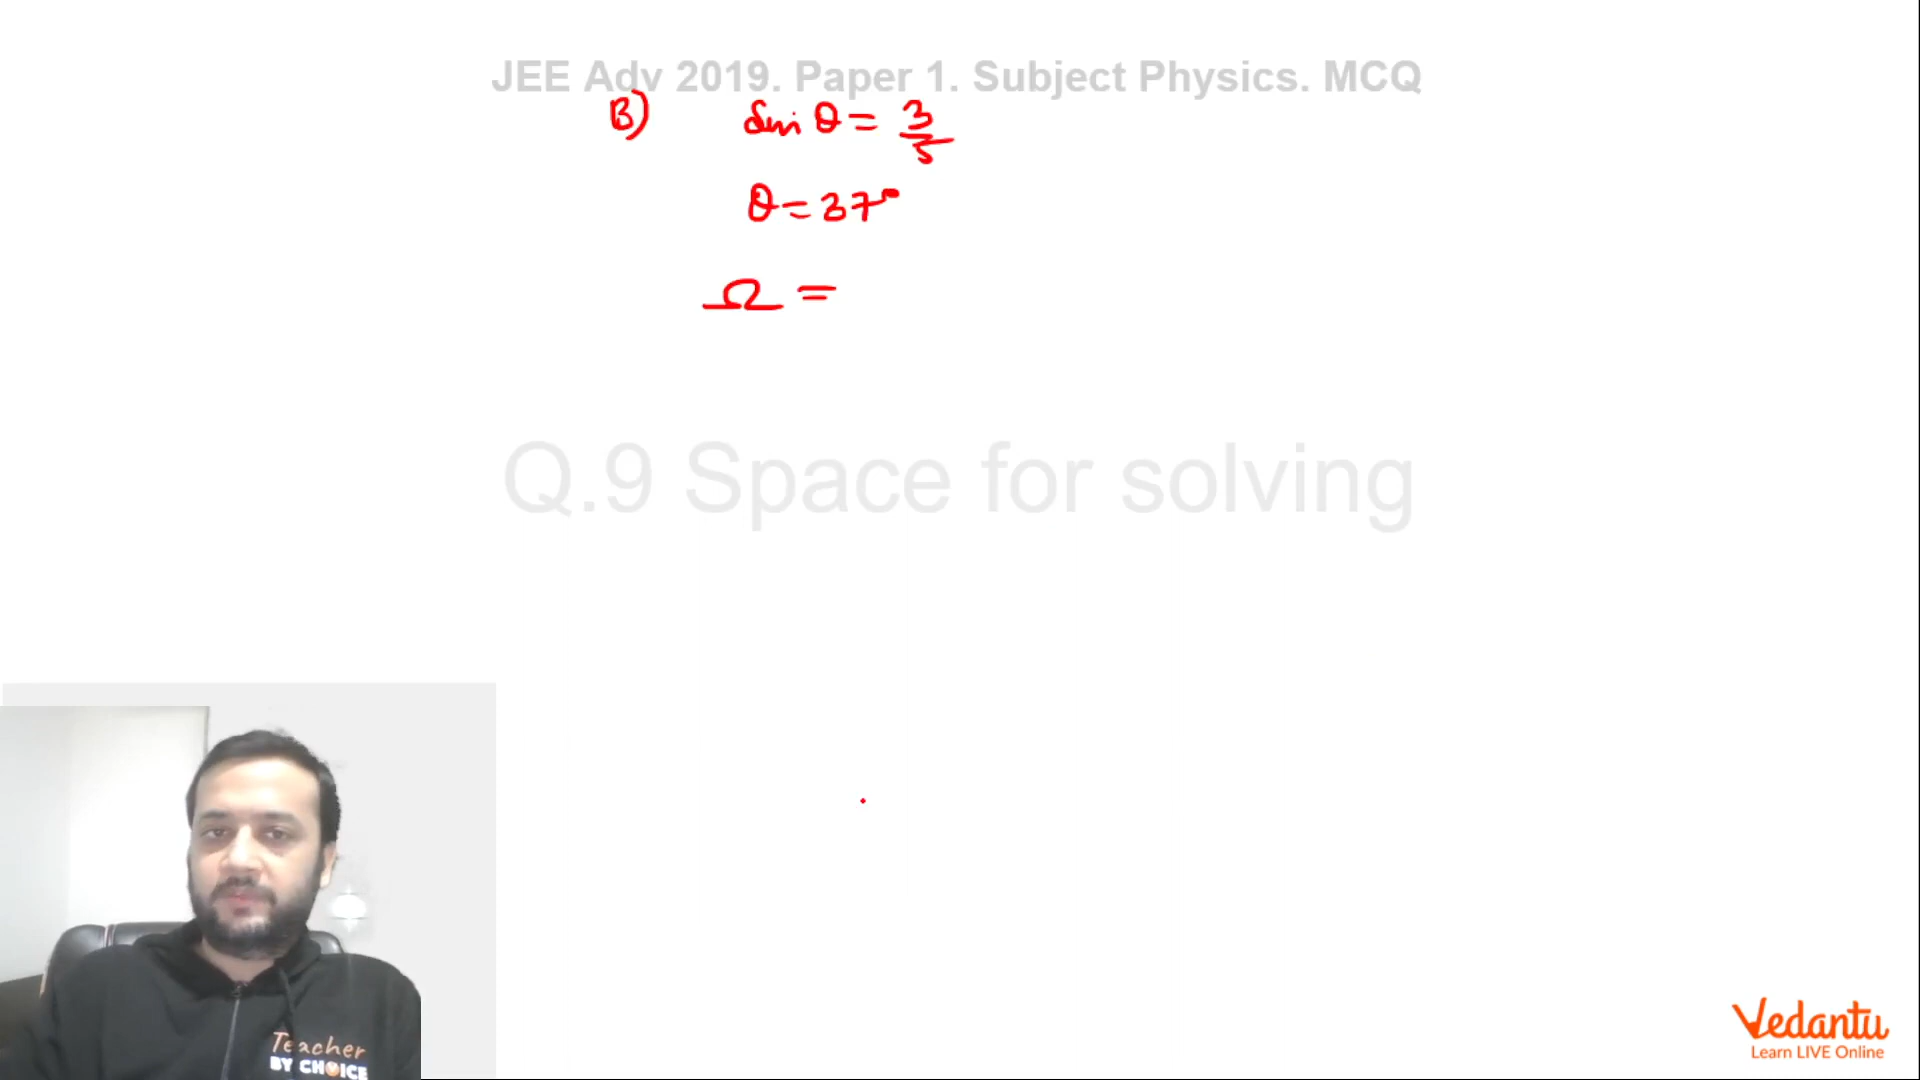 JEE Adv 2019. Paper 1. Subject Physics. MCQ
B) Sin θ = 3/5
θ = 37°
Ω =
Q.9 Space for solving
Teacher
BY CHOICE
Vedantu
Learn LIVE Online